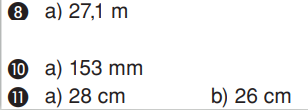 8 a) 27,1 m
10 a) 153 mm
11 a) 28 cm b) 26 cm